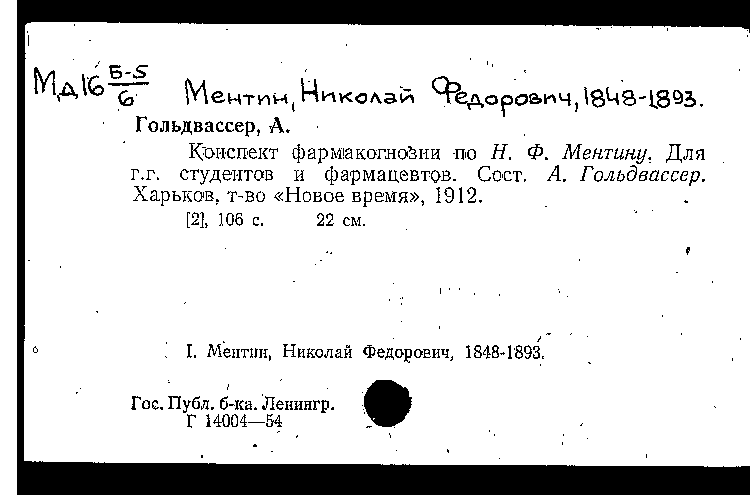 Мд16 Б-5/6 Ментин, Николай Федорович, 1848-1893.
Гольдвассер, А.
Конспект фармакогнозии по Н. Ф. Ментину. Для
г.г. студентов и фармацевтов. Сост. А. Гольдвассер.
Харьков, т-во «Новое время», 1912.
[2], 106 с. 22 см.
I. Ментин, Николай Федорович, 1848-1893.
Гос. Публ. б-ка. Ленингр.
Г 14004—54